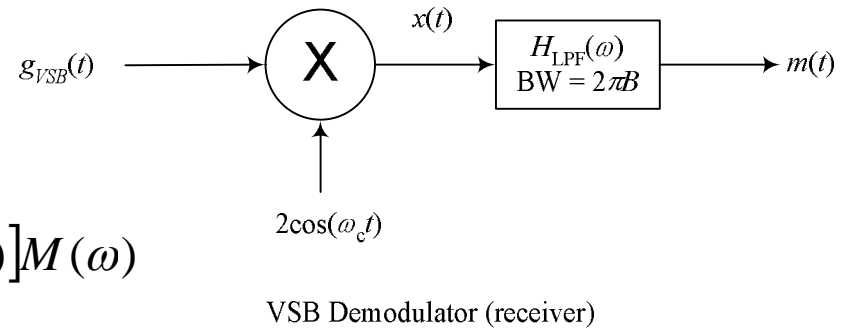 x(t)
g_VSB(t)
X
H_LPF(ω)
BW = 2πB
m(t)
2cos(ω_c t)
)]M(ω)
VSB Demodulator (receiver)